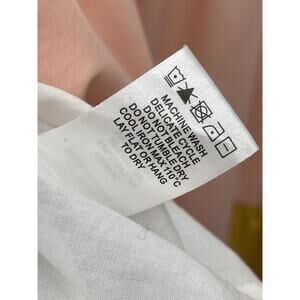 MACHINE WASH
DELICATE CYCLE
DO NOT BLEACH
DO NOT TUMBLE DRY
COOL IRON MAX 110°C
LAY FLAT OR HANG
TO DRY